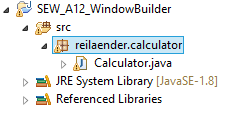 SEW_A12_WindowBuilder
src
reilaender.calculator
Calculator.java
JRE System Library [JavaSE-1.8]
Referenced Libraries